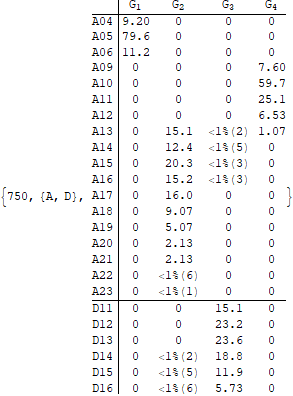 G1 G2 G3 G4
A04 9.20 0 0 0
A05 79.6 0 0 0
A06 11.2 0 0 0
A09 0 0 0 7.60
A10 0 0 0 59.7
A11 0 0 0 25.1
A12 0 0 0 6.53
A13 0 15.1 <1%(2) 1.07
A14 0 12.4 <1%(5) 0
A15 0 20.3 <1%(3) 0
A16 0 15.2 <1%(3) 0
{750, {A, D}, A17 0 16.0 0 0 }
A18 0 9.07 0 0
A19 0 5.07 0 0
A20 0 2.13 0 0
A21 0 2.13 0 0
A22 0 <1%(6) 0 0
A23 0 <1%(1) 0 0
D11 0 0 15.1 0
D12 0 0 23.2 0
D13 0 0 23.6 0
D14 0 <1%(2) 18.8 0
D15 0 <1%(5) 11.9 0
D16 0 <1%(6) 5.73 0